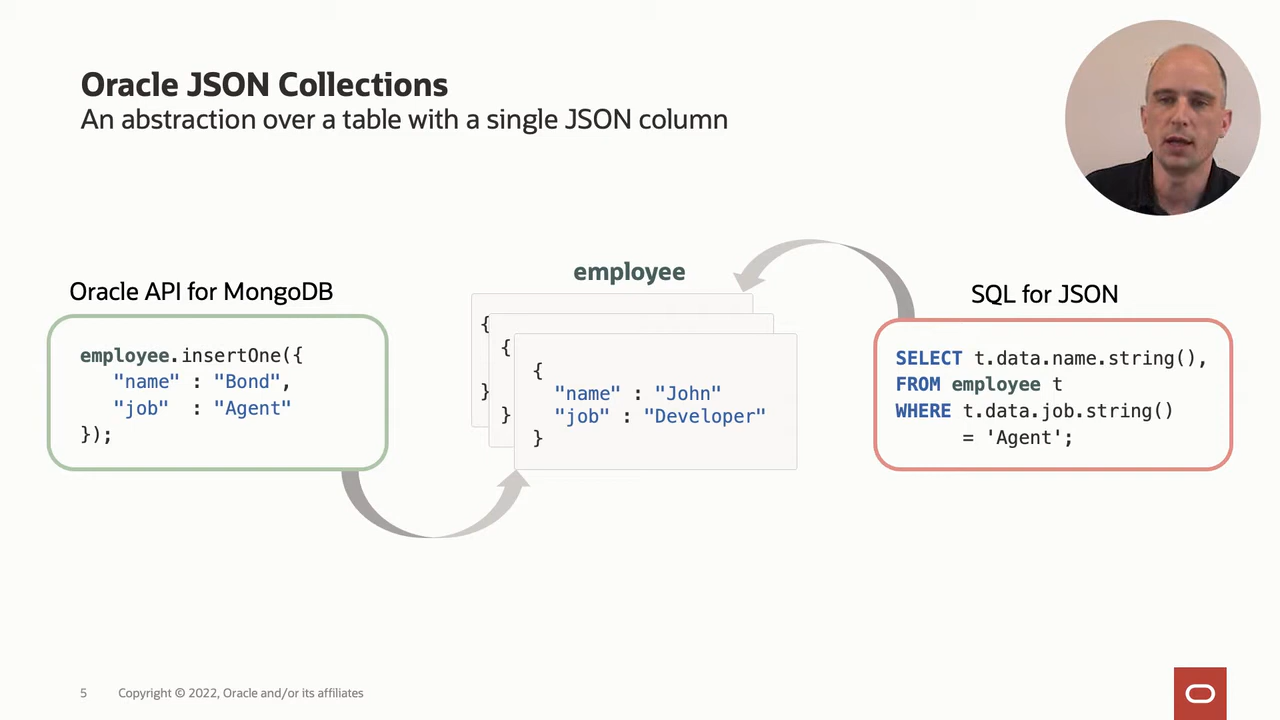 Oracle JSON Collections
An abstraction over a table with a single JSON column
Oracle API for MongoDB
employee.insertOne({
"name" : "Bond",
"job" : "Agent"
});
employee
{
}
{
}
{
"name" : "John"
"job" : "Developer"
}
SQL for JSON
SELECT t.data.name.string(),
FROM employee t
WHERE t.data.job.string()
= 'Agent';
5 Copyright © 2022, Oracle and/or its affiliates